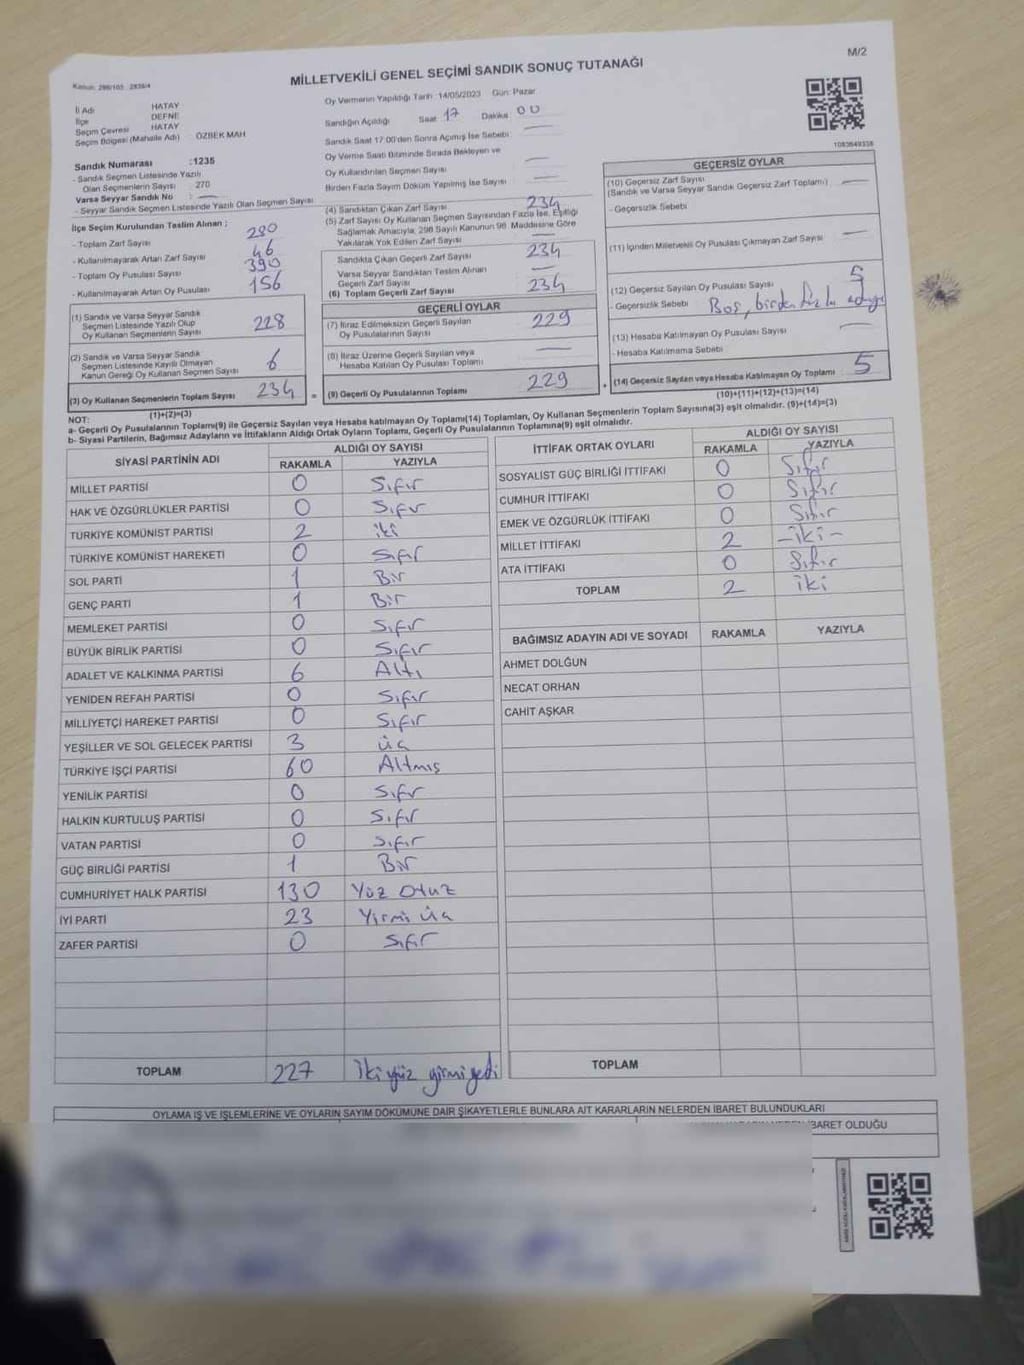 M/2
Kanun: 298/105 2839/4
MİLLETVEKİLİ GENEL SEÇİMİ SANDIK SONUÇ TUTANAĞI
İl Adı HATAY
İlçe DEFNE
Seçim Çevresi HATAY
Seçim Bölgesi (Mahalle Adı) : ÖZBEK MAH
Sandık Numarası :1235
- Sandık Seçmen Listesinde Yazılı
Olan Seçmenlerin Sayısı : 270
Varsa Seyyar Sandık No : —
- Seyyar Sandık Seçmen Listesinde Yazılı Olan Seçmen Sayısı
İlçe Seçim Kurulundan Teslim Alınan ;
- Toplam Zarf Sayısı 280
- Kullanılmayarak Artan Zarf Sayısı 46
- Toplam Oy Pusulası Sayısı 390
- Kullanılmayarak Artan Oy Pusulası 156
(1) Sandık ve Varsa Seyyar Sandık
Seçmen Listesinde Yazılı Olup
Oy Kullanan Seçmenlerin Sayısı 228
(2) Sandık ve Varsa Seyyar Sandık
Seçmen Listesinde Kayıtlı Olmayan
Kanun Gereği Oy Kullanan Seçmen Sayısı 6
(3) Oy Kullanan Seçmenlerin Toplam Sayısı 234
(1)+(2)=(3)
Oy Vermenin Yapıldığı Tarih :14/05/2023 Gün: Pazar
Sandığın Açıldığı Saat 17 Dakika 00
Sandık Saat 17:00'den Sonra Açılmış İse Sebebi —
Oy Verme Saati Bitiminde Sırada Bekleyen ve
Oy Kullandırılan Seçmen Sayısı —
Birden Fazla Sayım Döküm Yapılmış İse Sayısı —
(4) Sandıktan Çıkan Zarf Sayısı 234
(5) Zarf Sayısı Oy Kullanan Seçmen Sayısından Fazla İse, Eşitliği
Sağlamak Amacıyla, 298 Sayılı Kanunun 98. Maddesine Göre
Yakılarak Yok Edilen Zarf Sayısı —
Sandıkta Çıkan Geçerli Zarf Sayısı 234
Varsa Seyyar Sandıktan Teslim Alınan
Geçerli Zarf Sayısı —
(6) Toplam Geçerli Zarf Sayısı 234
GEÇERLİ OYLAR
(7) İtiraz Edilmeksizin Geçerli Sayılan
Oy Pusulalarının Sayısı 229
(8) İtiraz Üzerine Geçerli Sayılan veya
Hesaba Katılan Oy Pusulası Toplamı —
= (9) Geçerli Oy Pusulalarının Toplamı 229 +
1083649338
GEÇERSİZ OYLAR
(10) Geçersiz Zarf Sayısı
(Sandık ve Varsa Seyyar Sandık Geçersiz Zarf Toplamı) —
- Geçersizlik Sebebi
(11) İçinden Milletvekili Oy Pusulası Çıkmayan Zarf Sayısı —
(12) Geçersiz Sayılan Oy Pusulası Sayısı 5
- Geçersizlik Sebebi Boş, birden fazla adaya
(13) Hesaba Katılmayan Oy Pusulası Sayısı —
- Hesaba Katılmama Sebebi
(14) Geçersiz Sayılan veya Hesaba Katılmayan Oy Toplamı : 5
(10)+(11)+(12)+(13)=(14)
NOT:
a- Geçerli Oy Pusulalarının Toplamı(9) ile Geçersiz Sayılan veya Hesaba katılmayan Oy Toplamı(14) Toplamları, Oy Kullanan Seçmenlerin Toplam Sayısına(3) eşit olmalıdır. (9)+(14)=(3)
b- Siyasi Partilerin, Bağımsız Adayların ve İttifakların Aldığı Ortak Oyların Toplamı, Geçerli Oy Pusulalarının Toplamına(9) eşit olmalıdır.
SİYASİ PARTİNİN ADI ALDIĞI OY SAYISI
RAKAMLA YAZIYLA
MİLLET PARTİSİ 0 Sıfır
HAK VE ÖZGÜRLÜKLER PARTİSİ 0 Sıfır
TÜRKİYE KOMÜNİST PARTİSİ 2 iki
TÜRKİYE KOMÜNİST HAREKETİ 0 Sıfır
SOL PARTİ 1 Bir
GENÇ PARTİ 1 Bir
MEMLEKET PARTİSİ 0 Sıfır
BÜYÜK BİRLİK PARTİSİ 0 Sıfır
ADALET VE KALKINMA PARTİSİ 6 Altı
YENİDEN REFAH PARTİSİ 0 Sıfır
MİLLİYETÇİ HAREKET PARTİSİ 0 Sıfır
YEŞİLLER VE SOL GELECEK PARTİSİ 3 üç
TÜRKİYE İŞÇİ PARTİSİ 60 Altmış
YENİLİK PARTİSİ 0 Sıfır
HALKIN KURTULUŞ PARTİSİ 0 Sıfır
VATAN PARTİSİ 0 Sıfır
GÜÇ BİRLİĞİ PARTİSİ 1 Bir
CUMHURİYET HALK PARTİSİ 130 Yüz Otuz
İYİ PARTİ 23 Yirmi üç
ZAFER PARTİSİ 0 Sıfır
TOPLAM 227 İki yüz yirmi yedi
İTTİFAK ORTAK OYLARI ALDIĞI OY SAYISI
RAKAMLA YAZIYLA
SOSYALİST GÜÇ BİRLİĞİ İTTİFAKI 0 Sıfır
CUMHUR İTTİFAKI 0 Sıfır
EMEK VE ÖZGÜRLÜK İTTİFAKI 0 Sıfır
MİLLET İTTİFAKI 2 -iki-
ATA İTTİFAKI 0 Sıfır
TOPLAM 2 iki
BAĞIMSIZ ADAYIN ADI VE SOYADI RAKAMLA YAZIYLA
AHMET DOLĞUN
NECAT ORHAN
CAHİT AŞKAR
TOPLAM
OYLAMA İŞ VE İŞLEMLERİNE VE OYLARIN SAYIM DÖKÜMÜNE DAİR ŞİKAYETLERLE BUNLARA AİT KARARLARIN NELERDEN İBARET BULUNDUKLARI
İBARET OLDUĞU